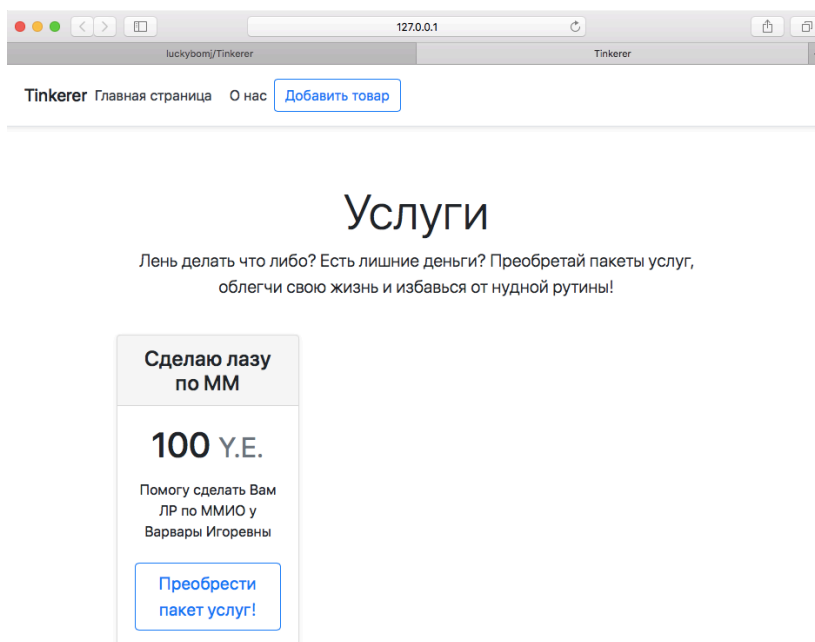 127.0.0.1
luckybomj/Tinkerer
Tinkerer
Tinkerer Главная страница О нас Добавить товар
Услуги
Лень делать что либо? Есть лишние деньги? Преобретай пакеты услуг,
облегчи свою жизнь и избавься от нудной рутины!
Сделаю лазу
по ММ
100 Y.E.
Помогу сделать Вам
ЛР по ММИО у
Варвары Игоревны
Преобрести
пакет услуг!